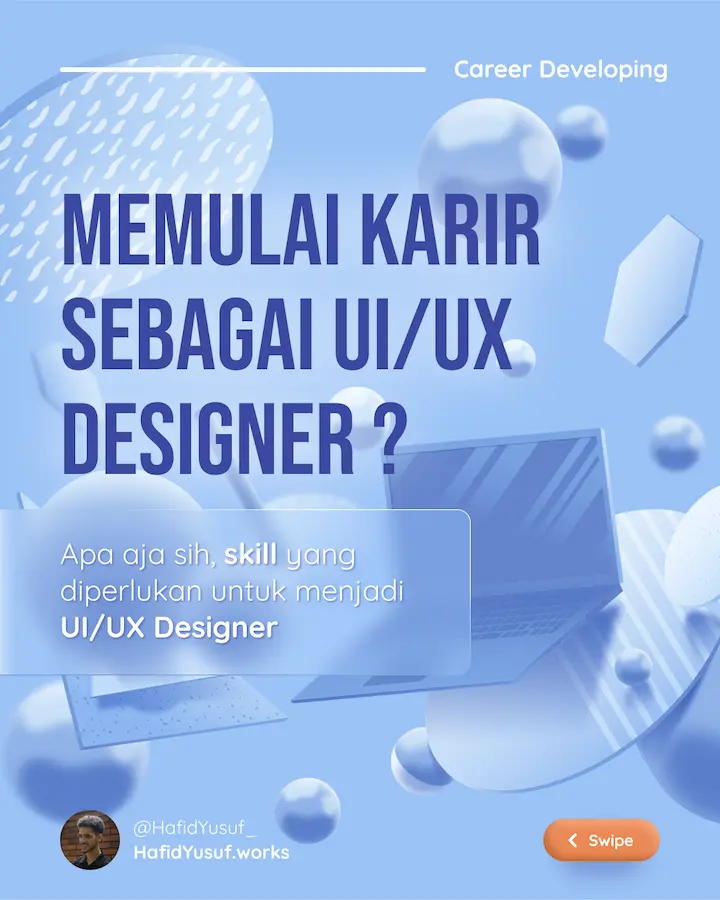 Career Developing
MEMULAI KARIR
SEBAGAI UI/UX
DESIGNER ?
Apa aja sih, skill yang
diperlukan untuk menjadi
UI/UX Designer
@HafidYusuf_
HafidYusuf.works
Swipe